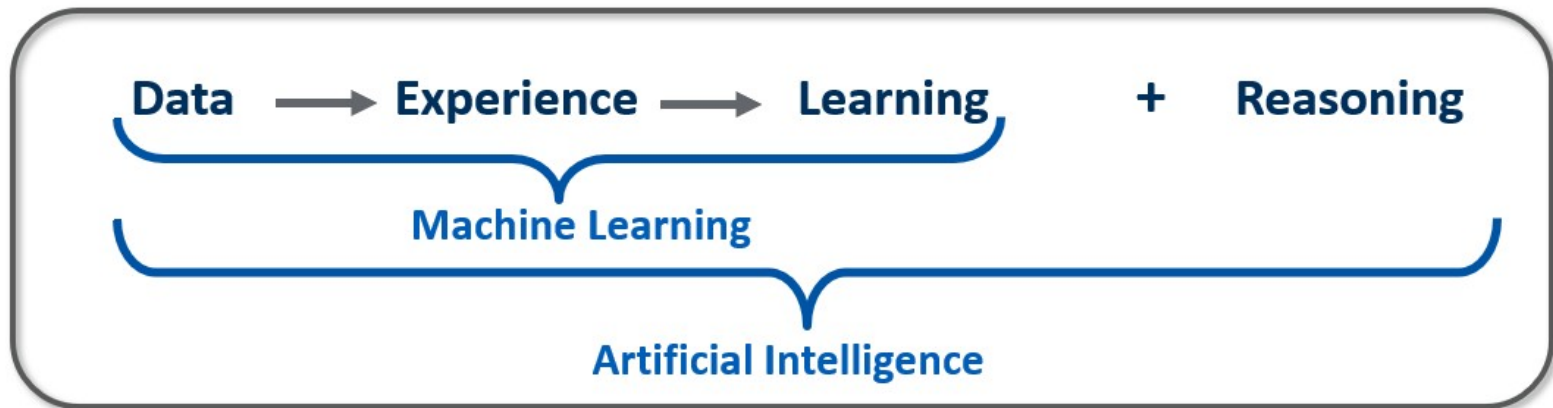 Data → Experience → Learning + Reasoning
Machine Learning
Artificial Intelligence